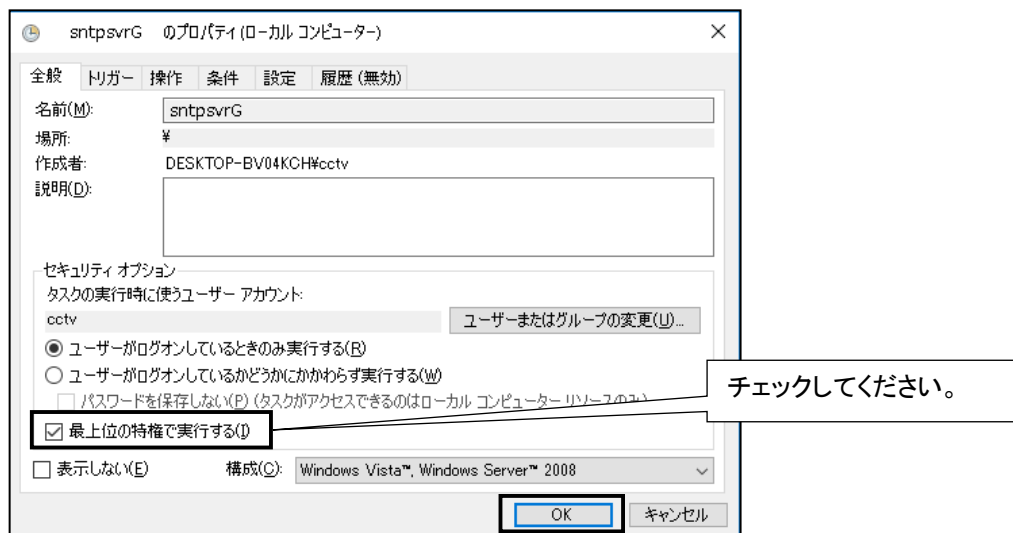 sntpsvrG のプロパティ (ローカル コンピューター)
全般 トリガー 操作 条件 設定 履歴 (無効)
名前(M): sntpsvrG
場所: ¥
作成者: DESKTOP-BV04KCH¥cctv
説明(D):
セキュリティ オプション
タスクの実行時に使うユーザー アカウント:
cctv ユーザーまたはグループの変更(U)...
ユーザーがログオンしているときのみ実行する(R)
ユーザーがログオンしているかどうかにかかわらず実行する(W)
パスワードを保存しない(P) (タスクがアクセスできるのはローカル コンピューター リソースのみ)
チェックしてください。
最上位の特権で実行する(I)
表示しない(E) 構成(C): Windows Vista™, Windows Server™ 2008
OK キャンセル